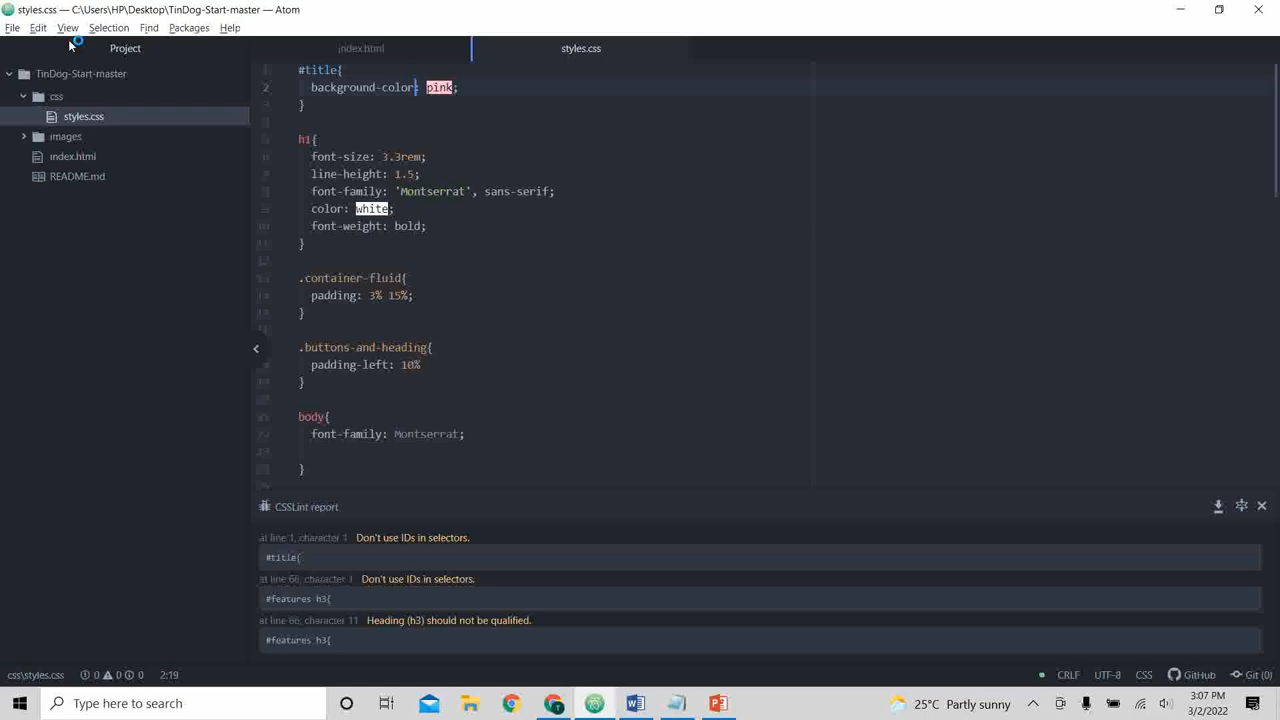 styles.css — C:\Users\HP\Desktop\TinDog-Start-master — Atom
File Edit View Selection Find Packages Help
Project
index.html
styles.css
TinDog-Start-master
css
styles.css
images
index.html
README.md
1 #title{
2 background-color: pink;
}
h1{
font-size: 3.3rem;
line-height: 1.5;
font-family: 'Montserrat', sans-serif;
color: white;
font-weight: bold;
}
.container-fluid{
padding: 3% 15%;
}
.buttons-and-heading{
padding-left: 10%
}
body{
font-family: Montserrat;
}
CSSLint report
at line 1, character 1 Don't use IDs in selectors.
#title{
at line 66, character 1 Don't use IDs in selectors.
#features h3{
at line 66, character 11 Heading (h3) should not be qualified.
#features h3{
css\styles.css 0 0 0 2:19 CRLF UTF-8 CSS GitHub Git (0)
Type here to search
25°C Partly sunny
3:07 PM
3/2/2022